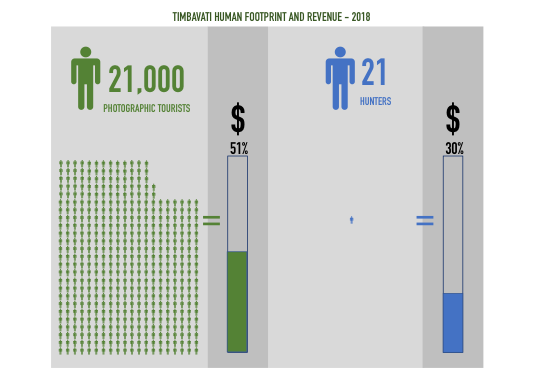 TIMBAVATI HUMAN FOOTPRINT AND REVENUE - 2018
21,000
PHOTOGRAPHIC TOURISTS
$
51%
=
21
HUNTERS
$
30%
=